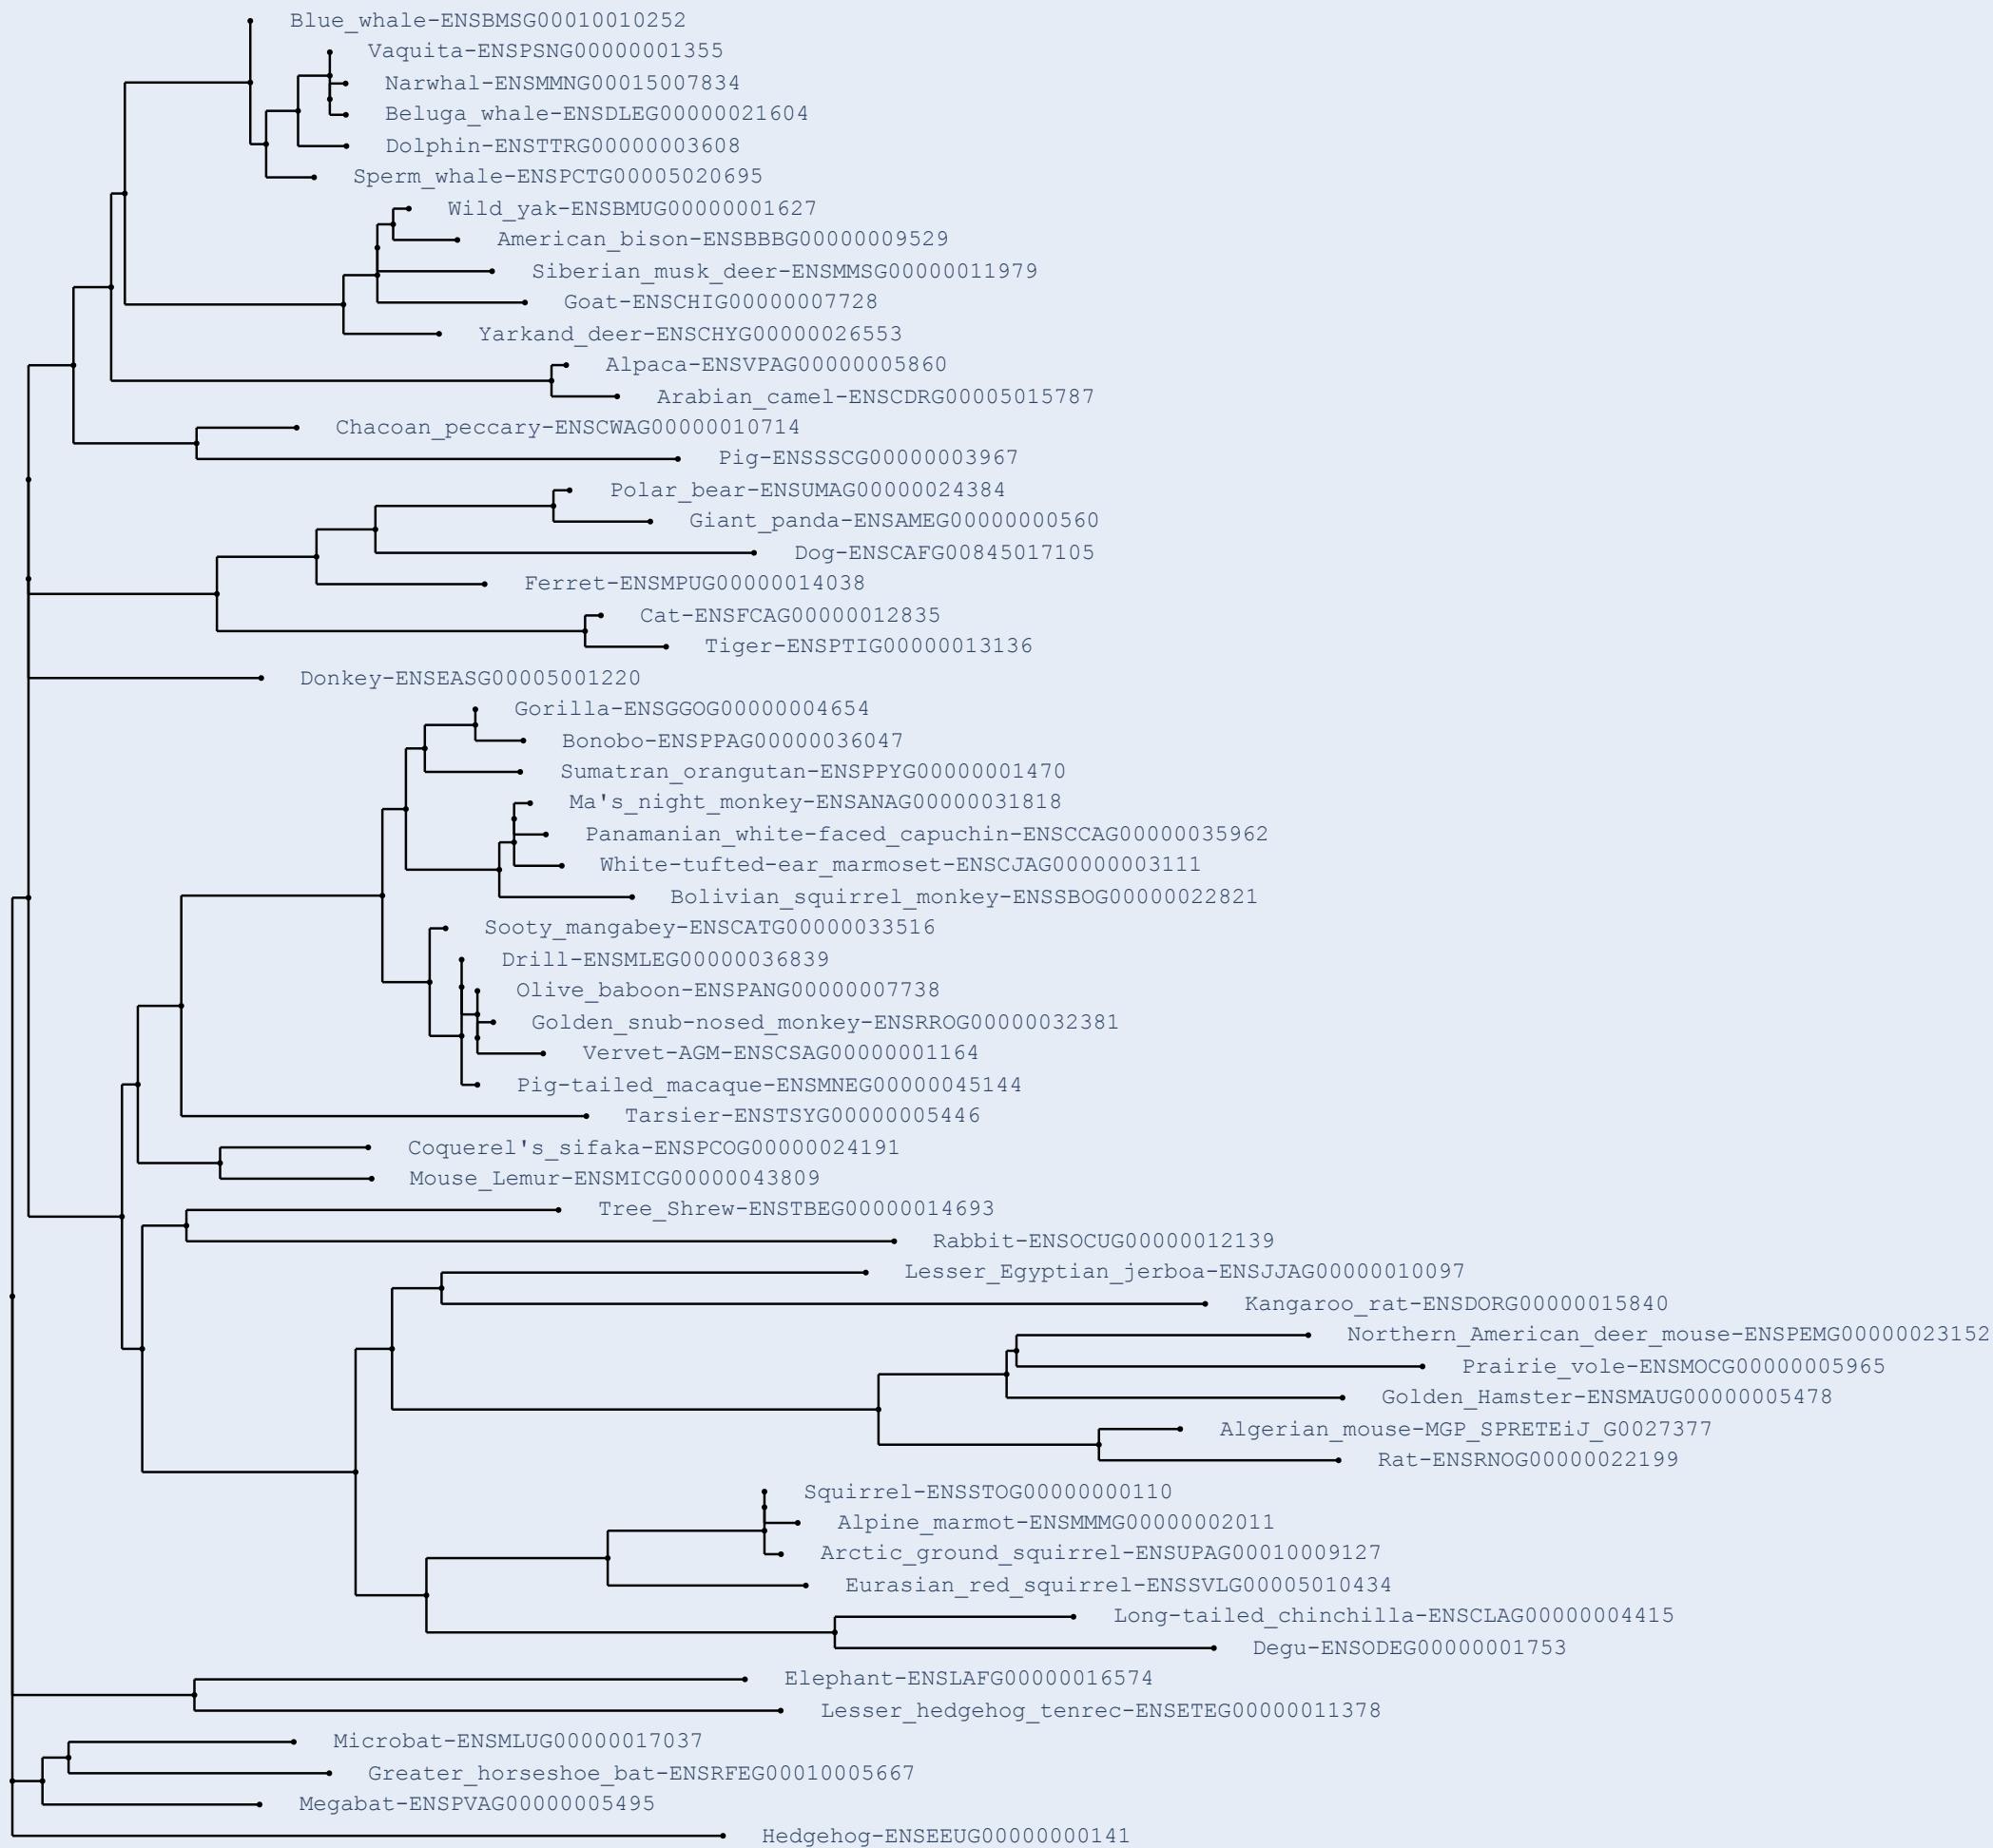 Blue_whale-ENSBMSG00010010252
Vaquita-ENSPSNG00000001355
Narwhal-ENSMMNG00015007834
Beluga_whale-ENSDLEG00000021604
Dolphin-ENSTTRG00000003608
Sperm_whale-ENSPCTG00005020695
Wild_yak-ENSBMUG00000001627
American_bison-ENSBBBG00000009529
Siberian_musk_deer-ENSMMSG00000011979
Goat-ENSCHIG00000007728
Yarkand_deer-ENSCHYG00000026553
Alpaca-ENSVPAG00000005860
Arabian_camel-ENSCDRG00005015787
Chacoan_peccary-ENSCWAG00000010714
Pig-ENSSSCG00000003967
Polar_bear-ENSUMAG00000024384
Giant_panda-ENSAMEG00000000560
Dog-ENSCAFG00845017105
Ferret-ENSMPUG00000014038
Cat-ENSFCAG00000012835
Tiger-ENSPTIG00000013136
Donkey-ENSEASG00005001220
Gorilla-ENSGGOG00000004654
Bonobo-ENSPPAG00000036047
Sumatran_orangutan-ENSPPYG00000001470
Ma's_night_monkey-ENSANAG00000031818
Panamanian_white-faced_capuchin-ENSCCAG00000035962
White-tufted-ear_marmoset-ENSCJAG00000003111
Bolivian_squirrel_monkey-ENSSBOG00000022821
Sooty_mangabey-ENSCATG00000033516
Drill-ENSMLEG00000036839
Olive_baboon-ENSPANG00000007738
Golden_snub-nosed_monkey-ENSRROG00000032381
Vervet-AGM-ENSCSAG00000001164
Pig-tailed_macaque-ENSMNEG00000045144
Tarsier-ENSTSYG00000005446
Coquerel's_sifaka-ENSPCOG00000024191
Mouse_Lemur-ENSMICG00000043809
Tree_Shrew-ENSTBEG00000014693
Rabbit-ENSOCUG00000012139
Lesser_Egyptian_jerboa-ENSJJAG00000010097
Kangaroo_rat-ENSDORG00000015840
Northern_American_deer_mouse-ENSPEMG00000023152
Prairie_vole-ENSMOCG00000005965
Golden_Hamster-ENSMAUG00000005478
Algerian_mouse-MGP_SPRETEiJ_G0027377
Rat-ENSRNOG00000022199
Squirrel-ENSSTOG00000000110
Alpine_marmot-ENSMMMG00000002011
Arctic_ground_squirrel-ENSUPAG00010009127
Eurasian_red_squirrel-ENSSVLG00005010434
Long-tailed_chinchilla-ENSCLAG00000004415
Degu-ENSODEG00000001753
Elephant-ENSLAFG00000016574
Lesser_hedgehog_tenrec-ENSETEG00000011378
Microbat-ENSMLUG00000017037
Greater_horseshoe_bat-ENSRFEG00010005667
Megabat-ENSPVAG00000005495
Hedgehog-ENSEEUG00000000141